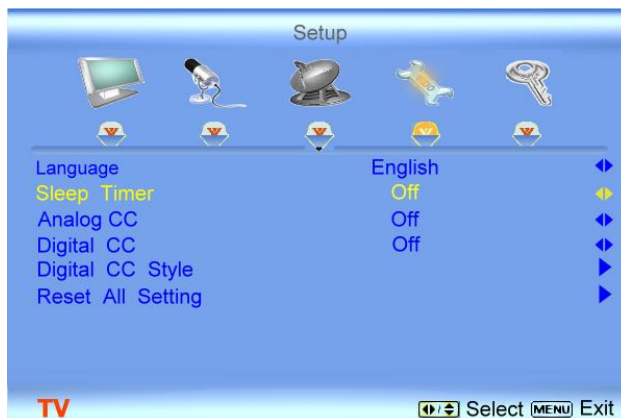 Setup
Language English
Sleep Timer Off
Analog CC Off
Digital CC Off
Digital CC Style
Reset All Setting
TV Select MENU Exit